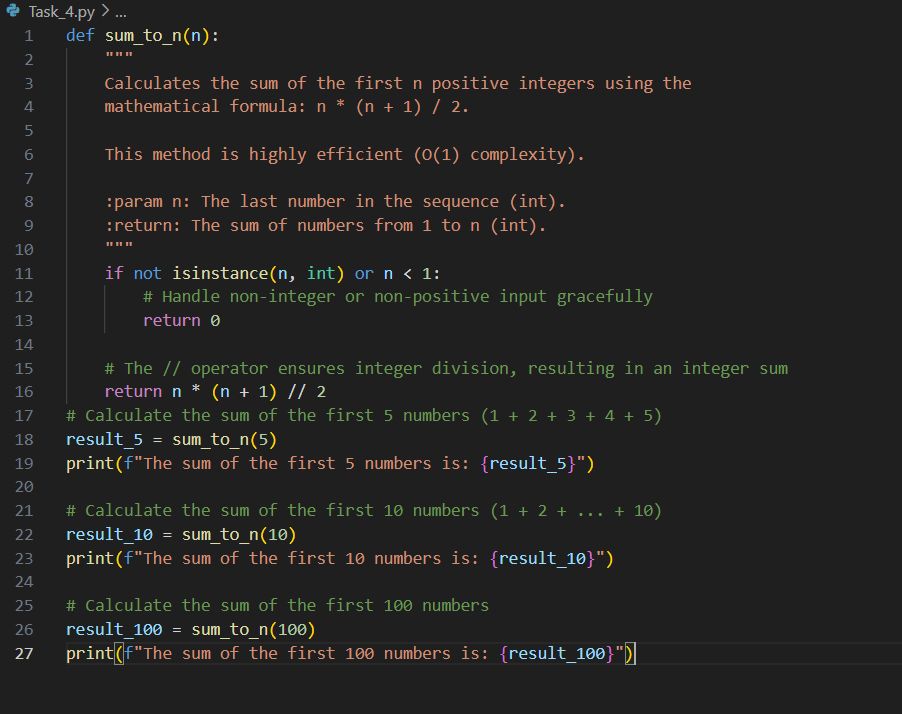 Task_4.py > ...
1 def sum_to_n(n):
2     """
3     Calculates the sum of the first n positive integers using the
4     mathematical formula: n * (n + 1) / 2.
5
6     This method is highly efficient (O(1) complexity).
7
8     :param n: The last number in the sequence (int).
9     :return: The sum of numbers from 1 to n (int).
10     """
11     if not isinstance(n, int) or n < 1:
12         # Handle non-integer or non-positive input gracefully
13         return 0
14
15     # The // operator ensures integer division, resulting in an integer sum
16     return n * (n + 1) // 2
17 # Calculate the sum of the first 5 numbers (1 + 2 + 3 + 4 + 5)
18 result_5 = sum_to_n(5)
19 print(f"The sum of the first 5 numbers is: {result_5}")
20
21 # Calculate the sum of the first 10 numbers (1 + 2 + ... + 10)
22 result_10 = sum_to_n(10)
23 print(f"The sum of the first 10 numbers is: {result_10}")
24
25 # Calculate the sum of the first 100 numbers
26 result_100 = sum_to_n(100)
27 print(f"The sum of the first 100 numbers is: {result_100}")